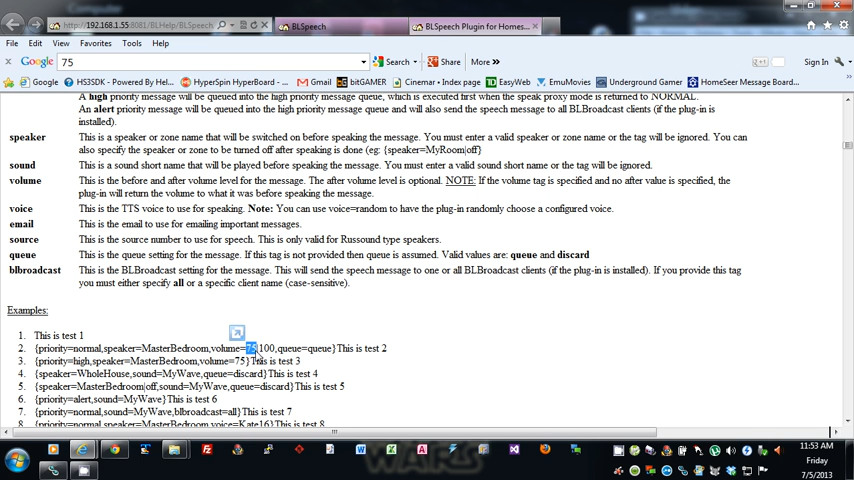 Computer
http://192.168.1.55:8081/BLHelp/BLSpeech
BLSpeech
BLSpeech Plugin for Homes...
File Edit View Favorites Tools Help
Google 75 Search Share More » Sign In
Google HS3SDK - Powered By Hel... HyperSpin HyperBoard - ... Gmail bitGAMER Cinemar • Index page EasyWeb EmuMovies Underground Gamer HomeSeer Message Board ...
A high priority message will be queued into the high priority message queue, which is executed first when the speak proxy mode is returned to NORMAL.
An alert priority message will be queued into the high priority message queue and will also send the speech message to all BLBroadcast clients (if the plug-in is
installed).
speaker This is a speaker or zone name that will be switched on before speaking the message. You must enter a valid speaker or zone name or the tag will be ignored. You can
also specify the speaker or zone to be turned off after speaking is done (eg: {speaker=MyRoom|off}
sound This is a sound short name that will be played before speaking the message. You must enter a valid sound short name or the tag will be ignored.
volume This is the before and after volume level for the message. The after volume level is optional. NOTE: If the volume tag is specified and no after value is specified, the
plug-in will return the volume to what it was before speaking the message.
voice This is the TTS voice to use for speaking. Note: You can use voice=random to have the plug-in randomly choose a configured voice.
email This is the email to use for emailing important messages.
source This is the source number to use for speech. This is only valid for Russound type speakers.
queue This is the queue setting for the message. If this tag is not provided then queue is assumed. Valid values are: queue and discard
blbroadcast This is the BLBroadcast setting for the message. This will send the speech message to one or all BLBroadcast clients (if the plug-in is installed). If you provide this tag
you must either specify all or a specific client name (case-sensitive).
Examples:
1. This is test 1
2. {priority=normal,speaker=MasterBedroom,volume=75|100,queue=queue}This is test 2
3. {priority=high,speaker=MasterBedroom,volume=75}This is test 3
4. {speaker=WholeHouse,sound=MyWave,queue=discard}This is test 4
5. {speaker=MasterBedroom|off,sound=MyWave,queue=discard}This is test 5
6. {priority=alert,sound=MyWave}This is test 6
7. {priority=normal,sound=MyWave,blbroadcast=all}This is test 7
8. {priority=normal,speaker=MasterBedroom,voice=Kate16}This is test 8
WARS
11:53 AM
Friday
7/5/2013